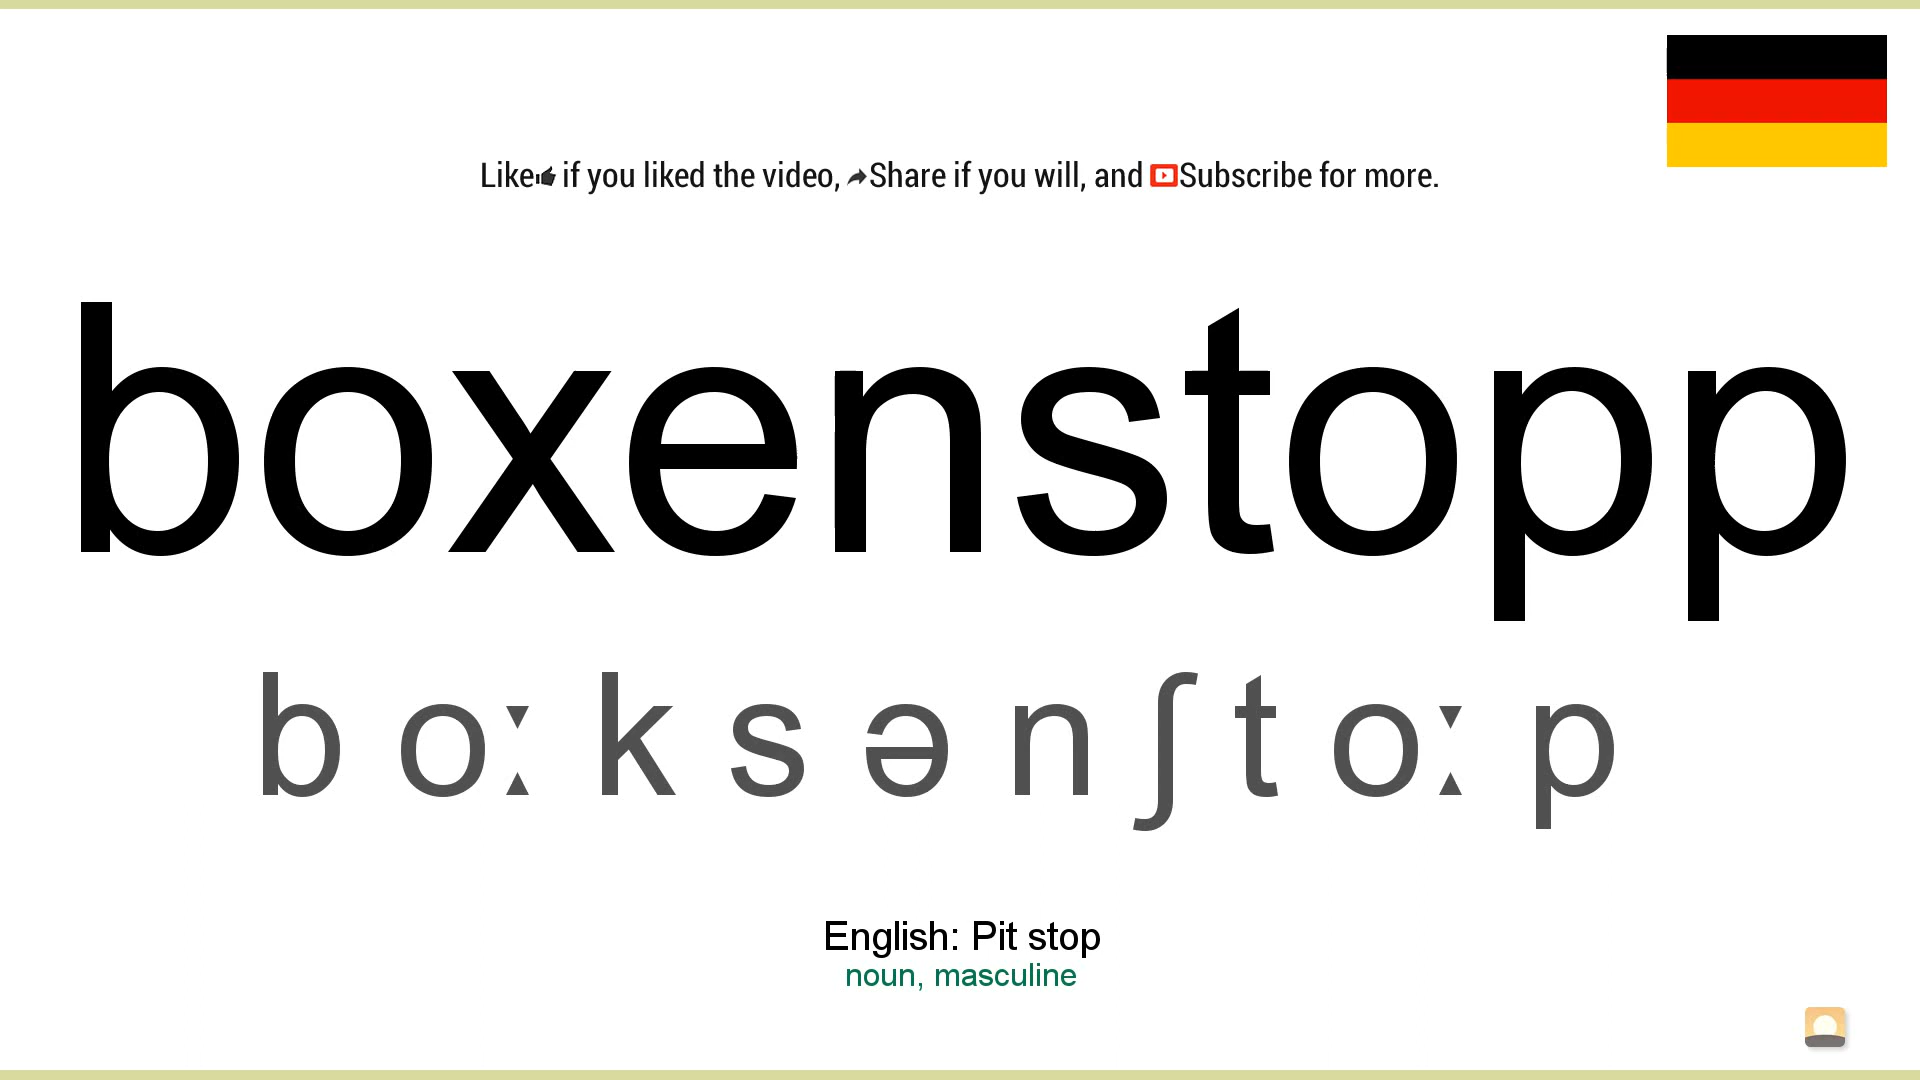 Like if you liked the video, Share if you will, and Subscribe for more.
boxenstopp
b oː k s ə n ʃ t oː p
English: Pit stop
noun, masculine